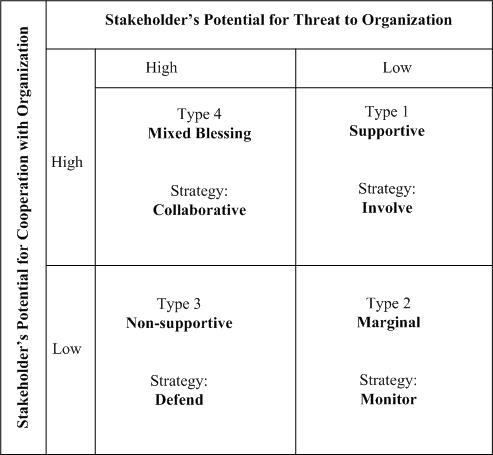 Stakeholder's Potential for Threat to Organization
Stakeholder's Potential for Cooperation with Organization
High
Low
High
Type 4
Mixed Blessing
Strategy:
Collaborative
Type 1
Supportive
Strategy:
Involve
Low
Type 3
Non-supportive
Strategy:
Defend
Type 2
Marginal
Strategy:
Monitor